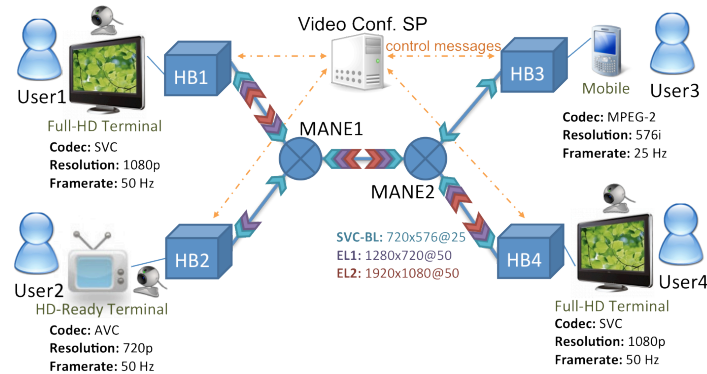 Video Conf. SP
control messages
HB1
HB3
User1
Mobile
User3
Full-HD Terminal
Codec: SVC
Resolution: 1080p
Framerate: 50 Hz
Codec: MPEG-2
Resolution: 576i
Framerate: 25 Hz
MANE1
MANE2
SVC-BL: 720x576@25
EL1: 1280x720@50
EL2: 1920x1080@50
HB2
HB4
User2
User4
HD-Ready Terminal
Codec: AVC
Resolution: 720p
Framerate: 50 Hz
Full-HD Terminal
Codec: SVC
Resolution: 1080p
Framerate: 50 Hz